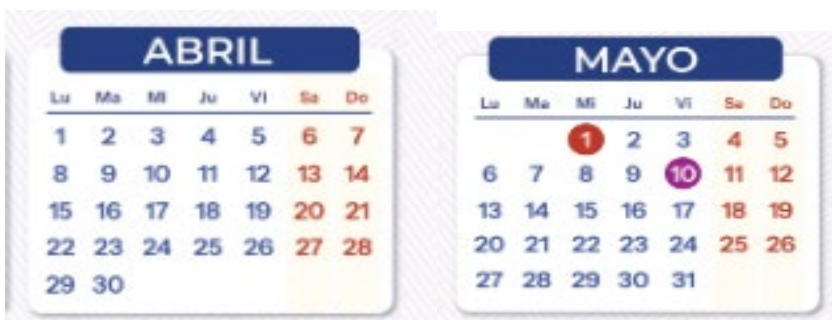 ABRIL
Lu Ma Mi Ju Vi Sa Do
1 2 3 4 5 6 7
8 9 10 11 12 13 14
15 16 17 18 19 20 21
22 23 24 25 26 27 28
29 30
MAYO
Lu Ma Mi Ju Vi Sa Do
1 2 3 4 5
6 7 8 9 10 11 12
13 14 15 16 17 18 19
20 21 22 23 24 25 26
27 28 29 30 31